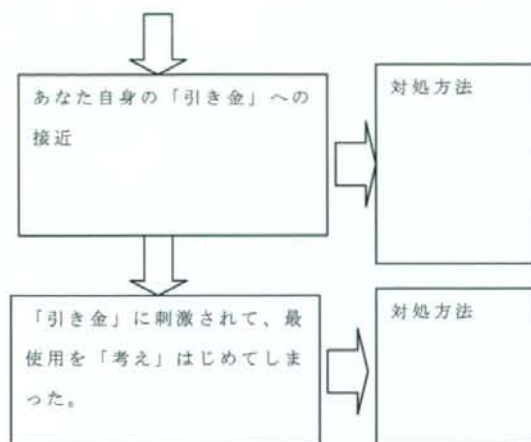 あなた自身の「引き金」への
接近
対処方法
「引き金」に刺激されて、最
使用を「考え」はじめてしま
った。
対処方法